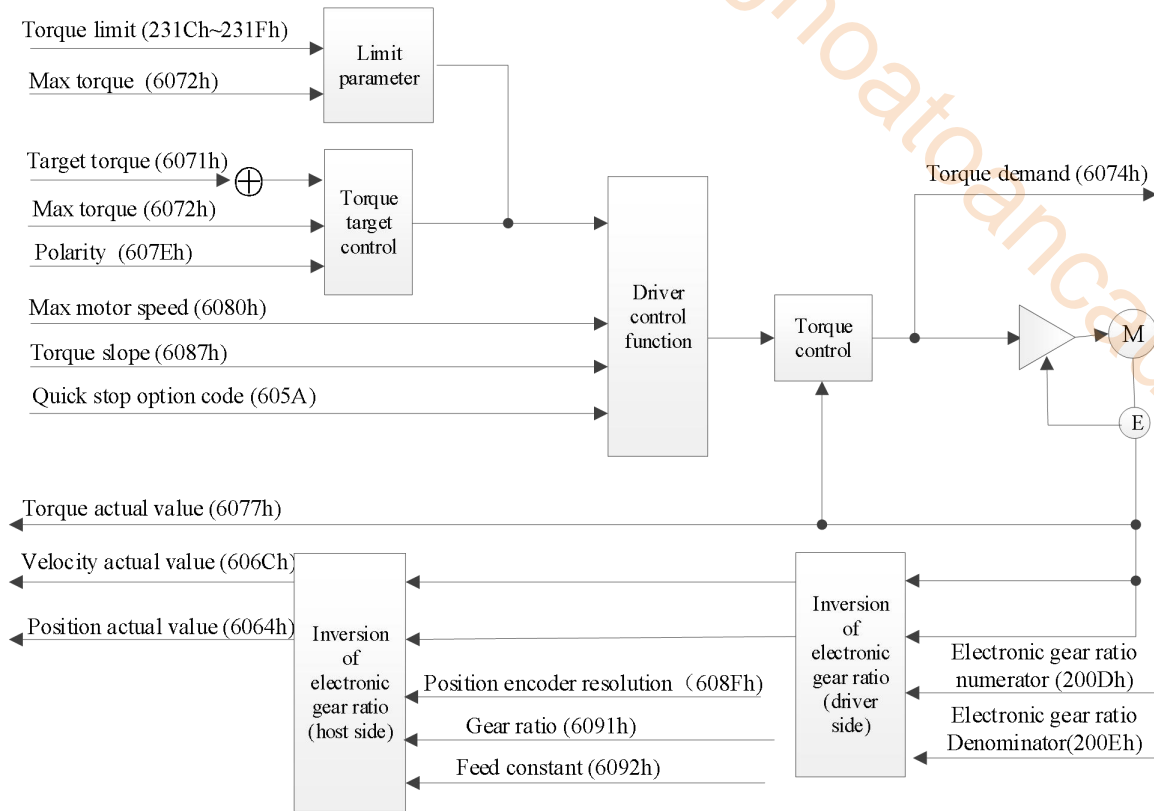 Torque limit (231Ch~231Fh)
Max torque (6072h)
Limit
parameter
Target torque (6071h)
Max torque (6072h)
Polarity (607Eh)
Torque
target
control
Max motor speed (6080h)
Torque slope (6087h)
Quick stop option code (605A)
Driver
control
function
Torque
control
Torque demand (6074h)
M
E
Torque actual value (6077h)
Velocity actual value (606Ch)
Position actual value (6064h)
Inversion
of
electronic
gear ratio
(host side)
Position encoder resolution（608Fh)
Gear ratio (6091h)
Feed constant (6092h)
Inversion
of
electronic
gear ratio
(driver
side)
Electronic gear ratio
numerator (200Dh)
Electronic gear ratio
Denominator(200Eh)